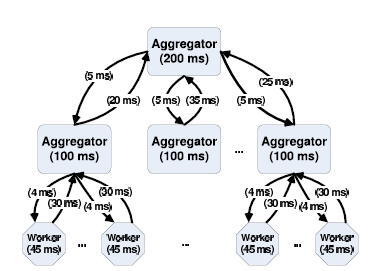 Aggregator
(200 ms)
(5 ms)
(25 ms)
(20 ms)
(5 ms)
(35 ms)
(5 ms)
Aggregator
(100 ms)
Aggregator
(100 ms)
...
Aggregator
(100 ms)
(4 ms)
(30 ms)
(30 ms)
(4 ms)
(4 ms)
(30 ms)
(30 ms)
(4 ms)
Worker
(45 ms)
...
Worker
(45 ms)
...
Worker
(45 ms)
...
Worker
(45 ms)